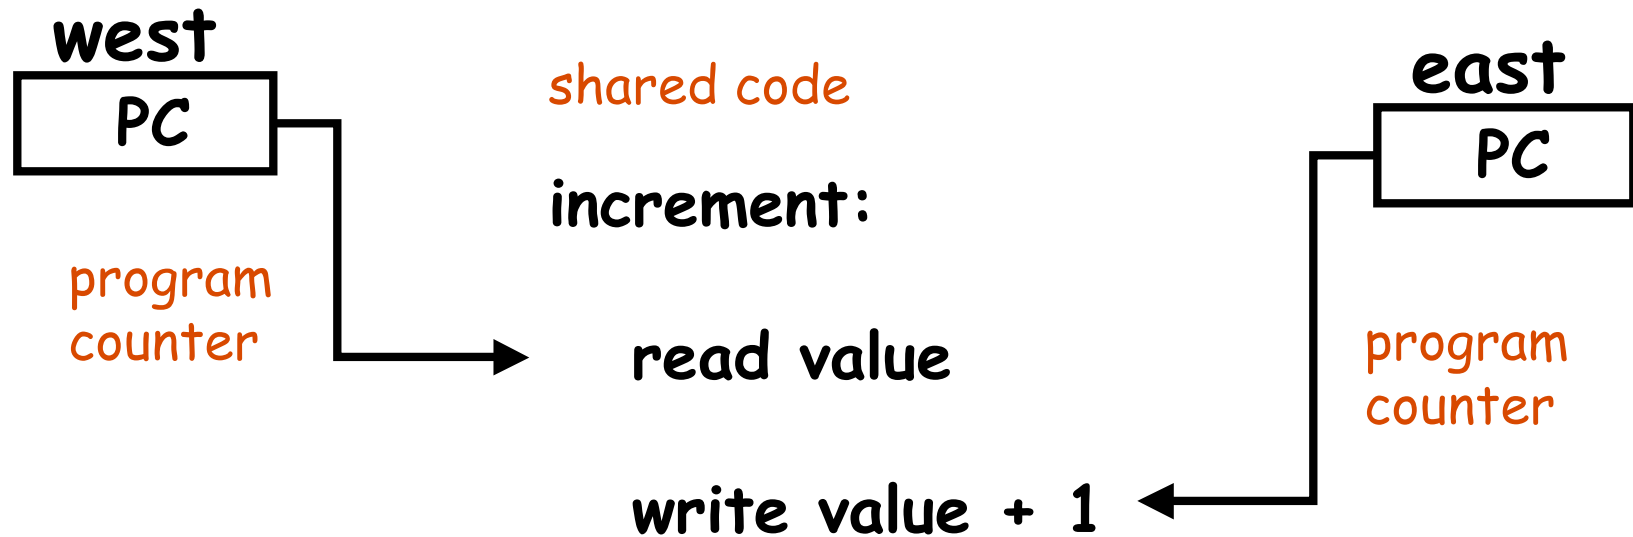 west
PC
program
counter
shared code
increment:
read value
write value + 1
east
PC
program
counter